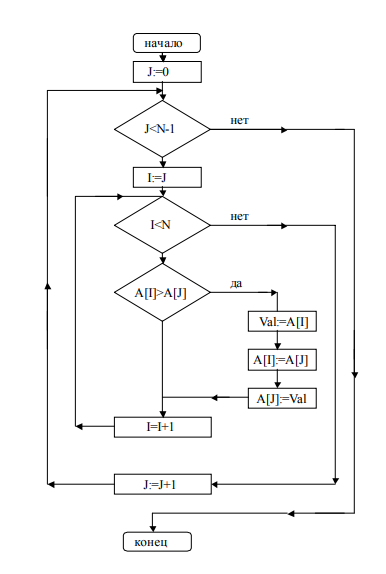 начало
J:=0
J<N-1
нет
I:=J
I<N
нет
A[I]>A[J]
да
Val:=A[I]
A[I]:=A[J]
A[J]:=Val
I=I+1
J:=J+1
конец